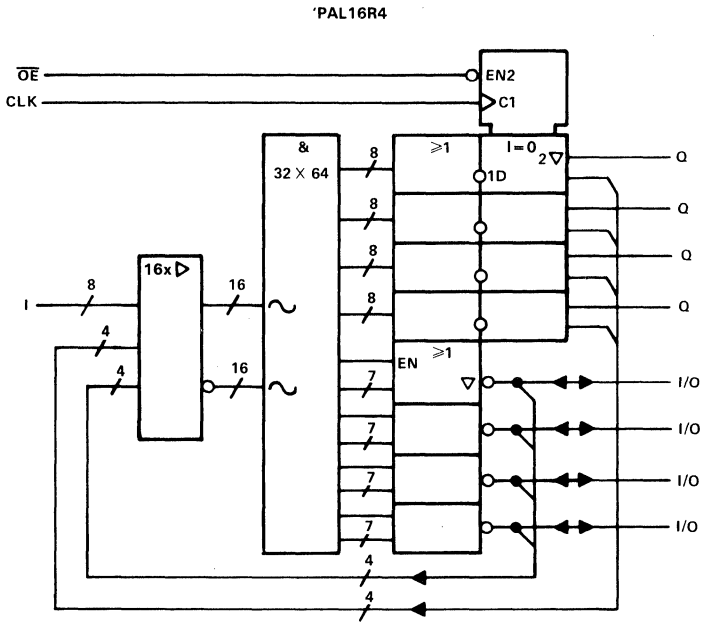 'PAL16R4
OE
EN2
CLK
C1
&
32 X 64
8
≥1
I = 0
2 ▽
Q
1D
8
Q
8
Q
16x ▷
8
Q
I
8
16
4
EN
≥1
▽
7
I/O
4
16
7
I/O
7
I/O
7
I/O
4
4